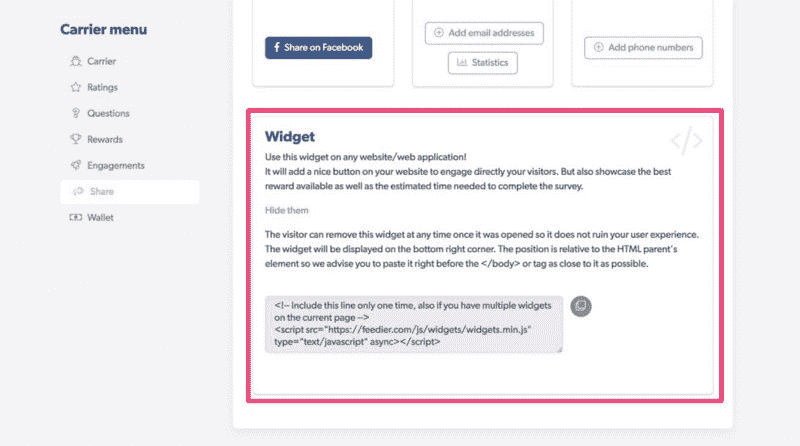 Carrier menu
Carrier
Ratings
Questions
Rewards
Engagements
Share
Wallet
Share on Facebook
Add email addresses
Statistics
Add phone numbers
Widget
</>
Use this widget on any website/web application!
It will add a nice button on your website to engage directly your visitors. But also showcase the best
reward available as well as the estimated time needed to complete the survey.
Hide them
The visitor can remove this widget at any time once it was opened so it does not ruin your user experience.
The widget will be displayed on the bottom right corner. The position is relative to the HTML parent's
element so we advise you to paste it right before the </body> or tag as close to it as possible.
<!-- Include this line only one time, also if you have multiple widgets
on the current page -->
<script src="https://feedier.com/js/widgets/widgets.min.js"
type="text/javascript" async></script>